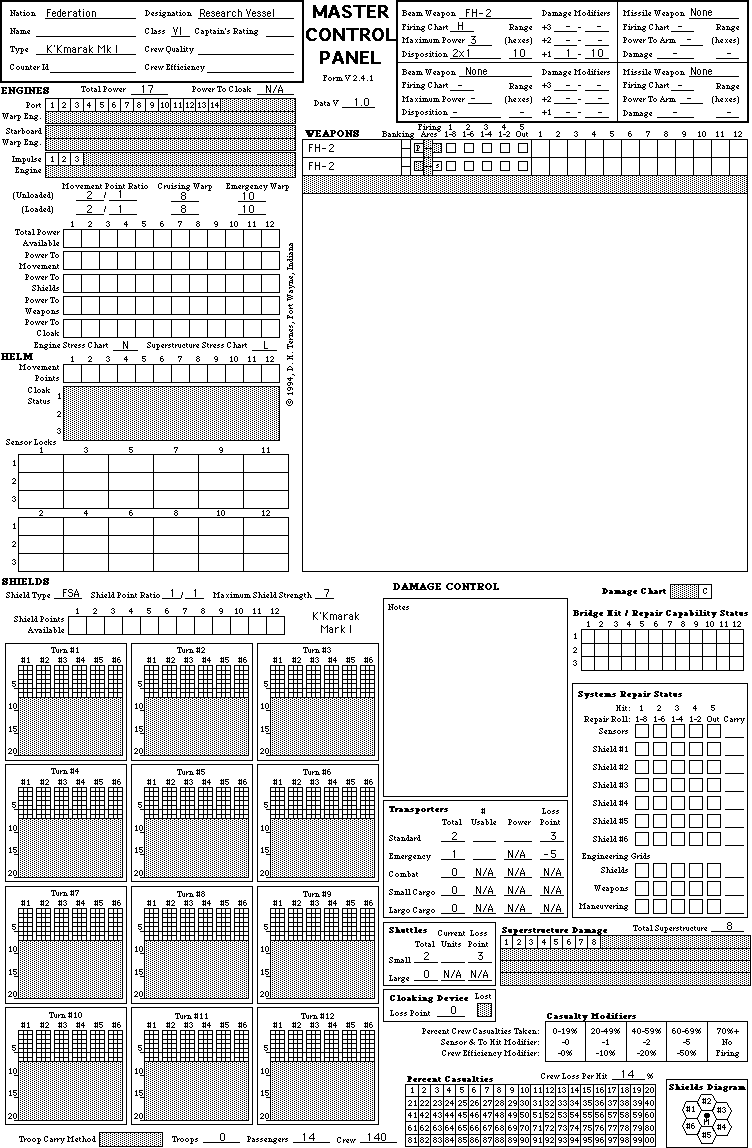 Nation Federation Designation Research Vessel
Name Class VI Captain's Rating
Type K'Kmarak Mk I Crew Quality
Counter Id Crew Efficiency
MASTER
CONTROL
PANEL
Form V 2.4.1
Data V 1.0
Beam Weapon FH-2 Damage Modifiers
Firing Chart H Range +3 - - -
Maximum Power 3 (hexes) +2 - - -
Disposition 2x1 10 +1 1 - 10
Beam Weapon None Damage Modifiers
Firing Chart - Range +3 - - -
Maximum Power - (hexes) +2 - - -
Disposition - - +1 - - -
Missile Weapon None
Firing Chart - Range
Power To Arm - (hexes)
Damage - -
Missile Weapon None
Firing Chart - Range
Power To Arm - (hexes)
Damage - -
ENGINES Total Power 17 Power To Cloak N/A
Port Warp Eng. 1 2 3 4 5 6 7 8 9 10 11 12 13 14
Starboard Warp Eng.
Impulse Engine 1 2 3
Movement Point Ratio Cruising Warp Emergency Warp
(Unloaded) 2 / 1 8 10
(Loaded) 2 / 1 8 10
1 2 3 4 5 6 7 8 9 10 11 12
Total Power Available
Power To Movement
Power To Shields
Power To Weapons
Power To Cloak
Engine Stress Chart N Superstructure Stress Chart L
© 1994, D. H. Ternes, Fort Wayne, Indiana
HELM
1 2 3 4 5 6 7 8 9 10 11 12
Movement Points
Cloak Status 1
2
3
Sensor Locks
1 3 5 7 9 11
1
2
3
2 4 6 8 10 12
1
2
3
WEAPONS Banking Firing Arcs 1 1-8 2 1-6 3 1-4 4 1-2 5 Out 1 2 3 4 5 6 7 8 9 10 11 12
FH-2 P
FH-2 S
SHIELDS
Shield Type FSA Shield Point Ratio 1 / 1 Maximum Shield Strength 7
1 2 3 4 5 6 7 8 9 10 11 12
Shield Points Available
K'Kmarak
Mark I
Turn #1 Turn #2 Turn #3
#1 #2 #3 #4 #5 #6 #1 #2 #3 #4 #5 #6 #1 #2 #3 #4 #5 #6
5 5 5
10 10 10
15 15 15
20 20 20
Turn #4 Turn #5 Turn #6
#1 #2 #3 #4 #5 #6 #1 #2 #3 #4 #5 #6 #1 #2 #3 #4 #5 #6
5 5 5
10 10 10
15 15 15
20 20 20
Turn #7 Turn #8 Turn #9
#1 #2 #3 #4 #5 #6 #1 #2 #3 #4 #5 #6 #1 #2 #3 #4 #5 #6
5 5 5
10 10 10
15 15 15
20 20 20
Turn #10 Turn #11 Turn #12
#1 #2 #3 #4 #5 #6 #1 #2 #3 #4 #5 #6 #1 #2 #3 #4 #5 #6
5 5 5
10 10 10
15 15 15
20 20 20
Troop Carry Method Troops 0 Passengers 14 Crew 140
DAMAGE CONTROL
Notes
Damage Chart C
Bridge Hit / Repair Capability Status
1 2 3 4 5 6 7 8 9 10 11 12
1
2
3
Systems Repair Status
Hit: 1 2 3 4 5
Repair Roll: 1-8 1-6 1-4 1-2 Out Carry
Sensors
Shield #1
Shield #2
Shield #3
Shield #4
Shield #5
Shield #6
Engineering Grids
Shields
Weapons
Maneuvering
Transporters Total # Usable Power Loss Point
Standard 2 3
Emergency 1 N/A -5
Combat 0 N/A N/A N/A
Small Cargo 0 N/A N/A N/A
Largo Cargo 0 N/A N/A N/A
Shuttles Total Current Units Loss Point
Small 2 3
Large 0 N/A N/A
Cloaking Device Lost
Loss Point 0
Superstructure Damage Total Superstructure 8
1 2 3 4 5 6 7 8
Casualty Modifiers
Percent Crew Casualties Taken: 0-19% 20-49% 40-59% 60-69% 70%+
Sensor & To Hit Modifier: -0 -1 -2 -5 No
Crew Efficiency Modifier: -0% -10% -20% -50% Firing
Crew Loss Per Hit 14 %
Percent Casualties
1 2 3 4 5 6 7 8 9 10 11 12 13 14 15 16 17 18 19 20
21 22 23 24 25 26 27 28 29 30 31 32 33 34 35 36 37 38 39 40
41 42 43 44 45 46 47 48 49 50 51 52 53 54 55 56 57 58 59 60
61 62 63 64 65 66 67 68 69 70 71 72 73 74 75 76 77 78 79 80
81 82 83 84 85 86 87 88 89 90 91 92 93 94 95 96 97 98 99 00
Shields Diagram
#2
#1 #3
M
#6 #4
#5